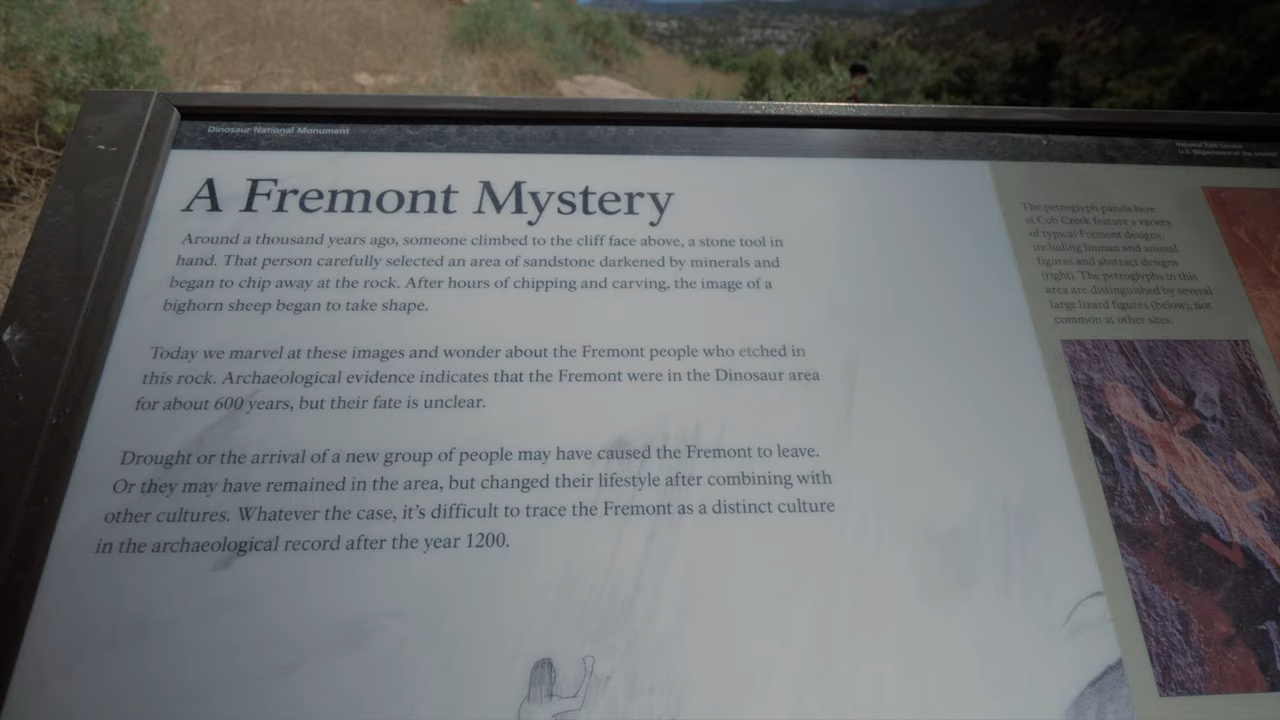 Dinosaur National Monument
National Park Service
U.S. Department of the Interior
A Fremont Mystery
Around a thousand years ago, someone climbed to the cliff face above, a stone tool in
hand. That person carefully selected an area of sandstone darkened by minerals and
began to chip away at the rock. After hours of chipping and carving, the image of a
bighorn sheep began to take shape.
Today we marvel at these images and wonder about the Fremont people who etched in
this rock. Archaeological evidence indicates that the Fremont were in the Dinosaur area
for about 600 years, but their fate is unclear.
Drought or the arrival of a new group of people may have caused the Fremont to leave.
Or they may have remained in the area, but changed their lifestyle after combining with
other cultures. Whatever the case, it's difficult to trace the Fremont as a distinct culture
in the archaeological record after the year 1200.
The petroglyph panels here
at Cub Creek feature a variety
of typical Fremont designs,
including human and animal
figures and abstract designs
(right). The petroglyphs in this
area are distinguished by several
large lizard figures (below), not
common at other sites.